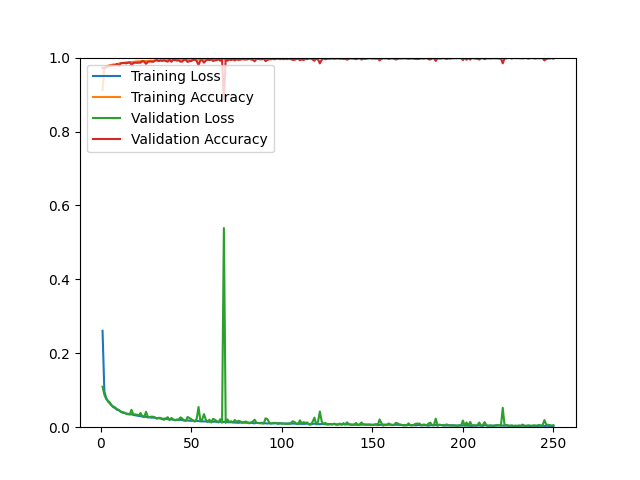 1.0
0.8
0.6
0.4
0.2
0.0
Training Loss
Training Accuracy
Validation Loss
Validation Accuracy
0 50 100 150 200 250